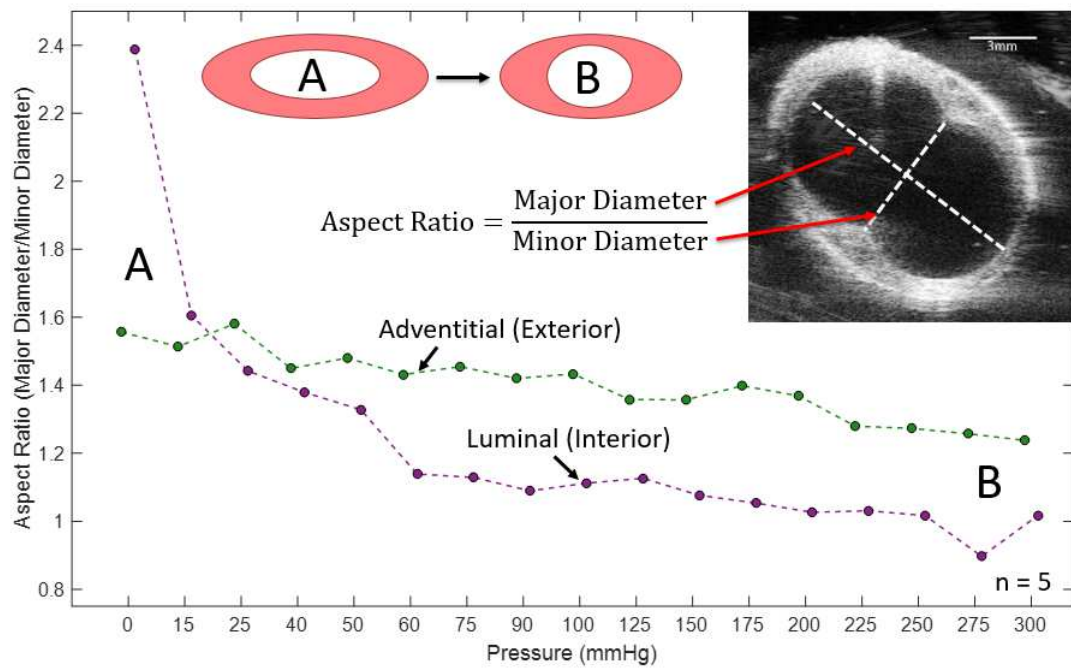 2.4
2.2
2
1.8
1.6
1.4
1.2
1
0.8
Aspect Ratio (Major Diameter/Minor Diameter)
A
B
3mm
Aspect Ratio = Major Diameter
Minor Diameter
A
Adventitial (Exterior)
Luminal (Interior)
B
n = 5
0 15 25 40 50 60 75 90 100 125 150 175 200 225 250 275 300
Pressure (mmHg)